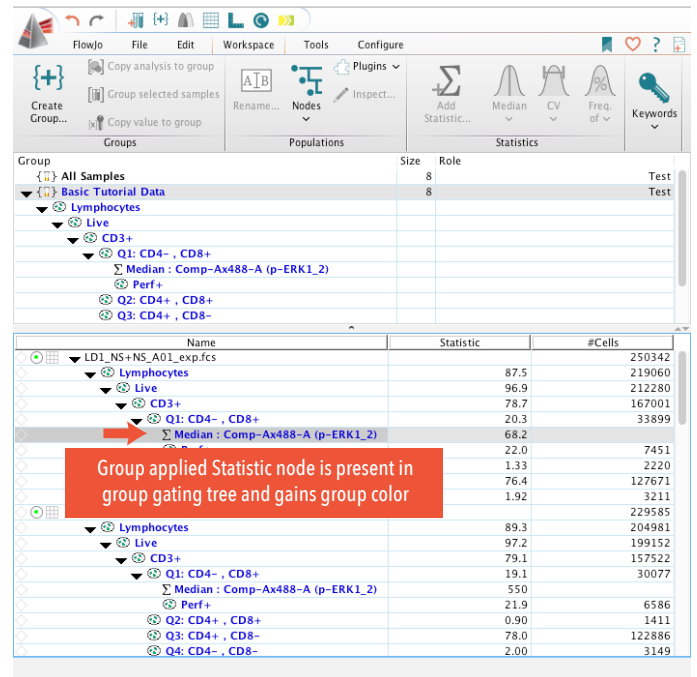 FlowJo File Edit Workspace Tools Configure
?
{+} Copy analysis to group
Group selected samples
Copy value to group
Create Group...
Groups
AIB Rename...
Nodes
Plugins
Inspect...
Populations
Σ Add Statistic...
Median
CV
% Freq. of
Statistics
Keywords
Group Size Role
All Samples 8 Test
Basic Tutorial Data 8 Test
Lymphocytes
Live
CD3+
Q1: CD4- , CD8+
Σ Median : Comp-Ax488-A (p-ERK1_2)
Perf+
Q2: CD4+ , CD8+
Q3: CD4+ , CD8-
Name Statistic #Cells
LD1_NS+NS_A01_exp.fcs 250342
Lymphocytes 87.5 219060
Live 96.9 212280
CD3+ 78.7 167001
Q1: CD4- , CD8+ 20.3 33899
Σ Median : Comp-Ax488-A (p-ERK1_2) 68.2
22.0 7451
1.33 2220
76.4 127671
1.92 3211
Group applied Statistic node is present in
group gating tree and gains group color
229585
Lymphocytes 89.3 204981
Live 97.2 199152
CD3+ 79.1 157522
Q1: CD4- , CD8+ 19.1 30077
Σ Median : Comp-Ax488-A (p-ERK1_2) 550
Perf+ 21.9 6586
Q2: CD4+ , CD8+ 0.90 1411
Q3: CD4+ , CD8- 78.0 122886
Q4: CD4- , CD8- 2.00 3149